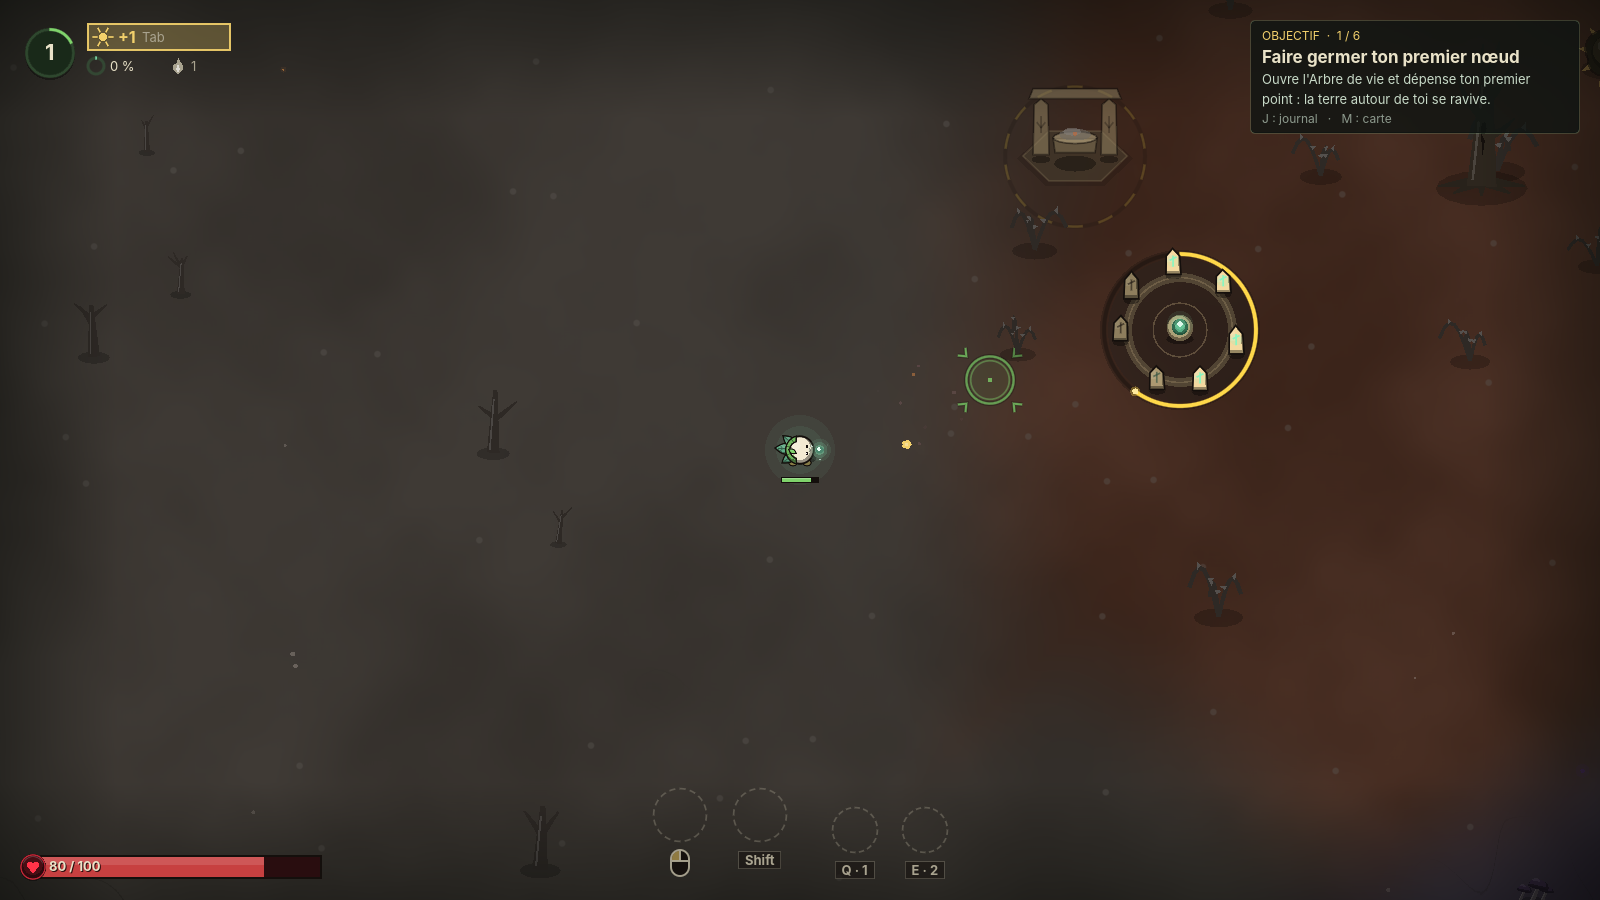 1
+1 Tab
0 %
1
OBJECTIF · 1 / 6
Faire germer ton premier nœud
Ouvre l'Arbre de vie et dépense ton premier
point : la terre autour de toi se ravive.
J : journal · M : carte
80 / 100
Shift
Q · 1
E · 2